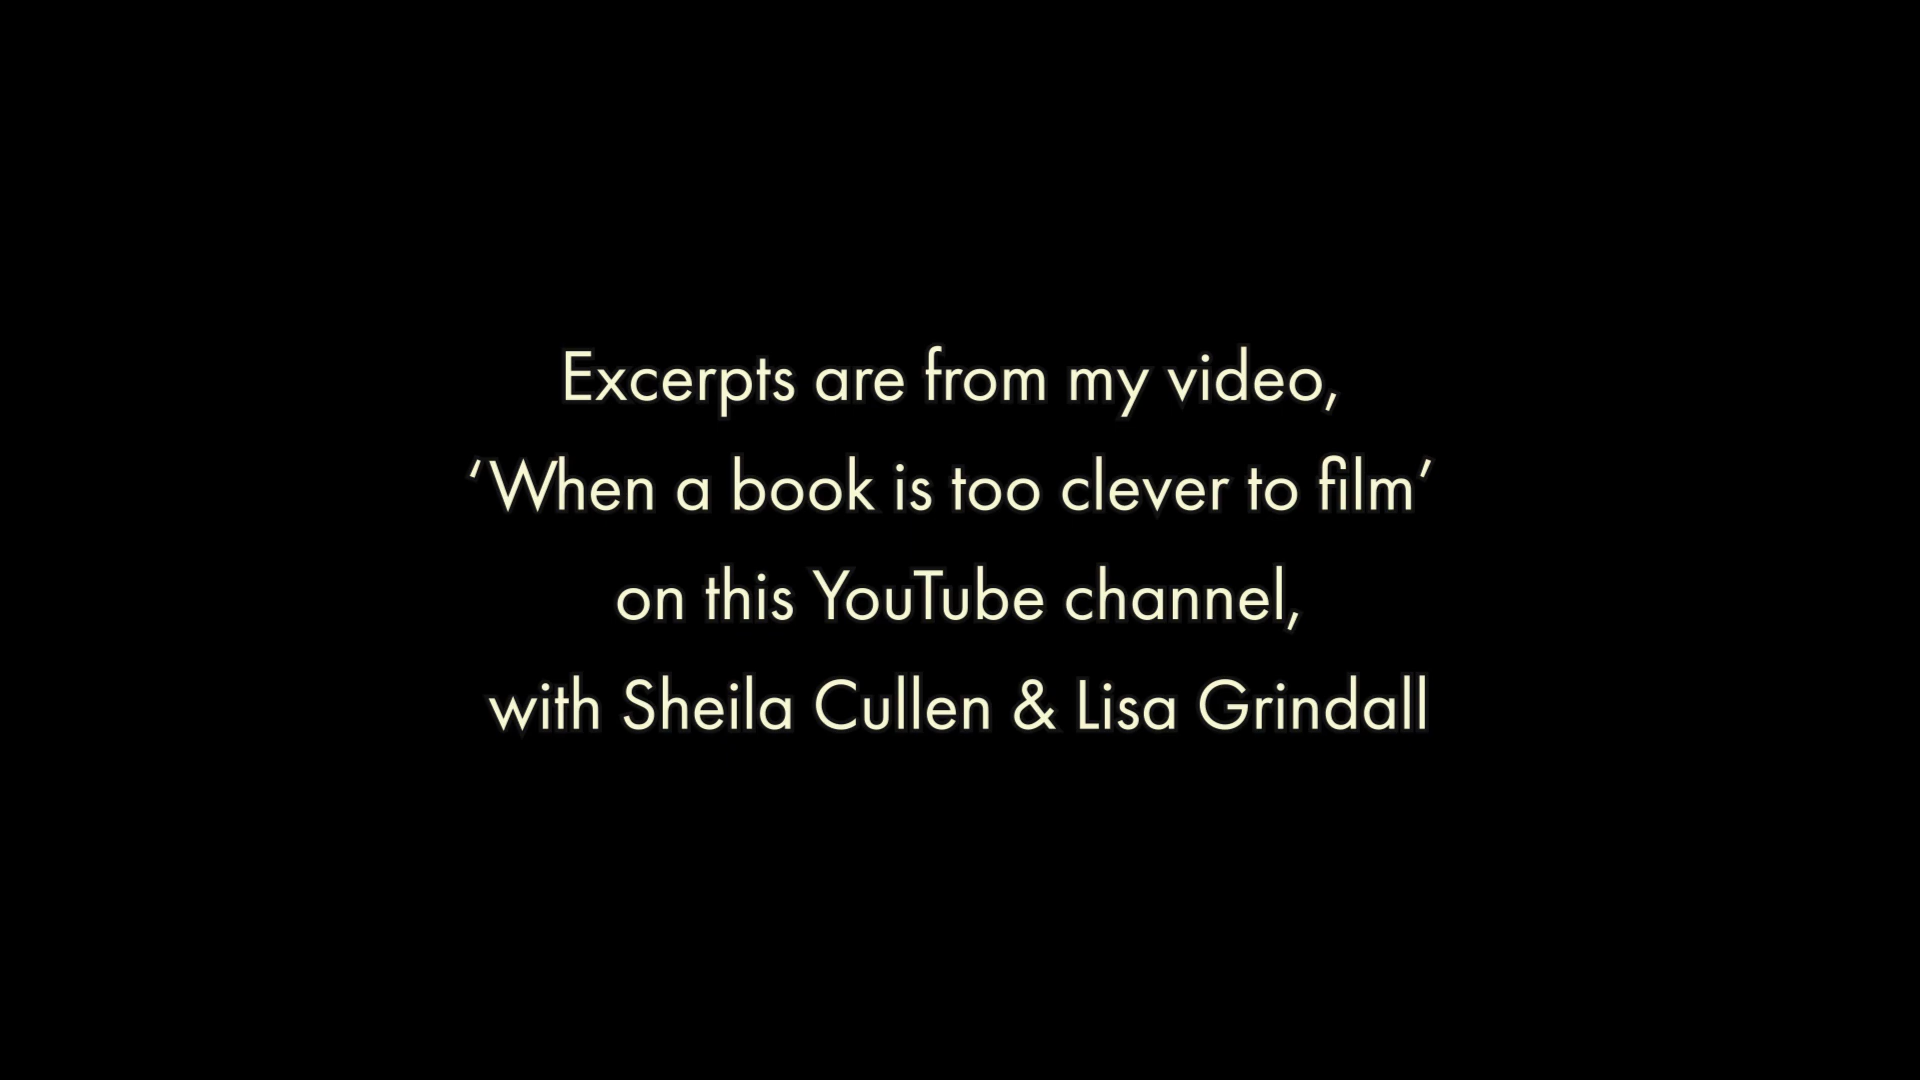 Excerpts are from my video,
‘When a book is too clever to film’
on this YouTube channel,
with Sheila Cullen & Lisa Grindall